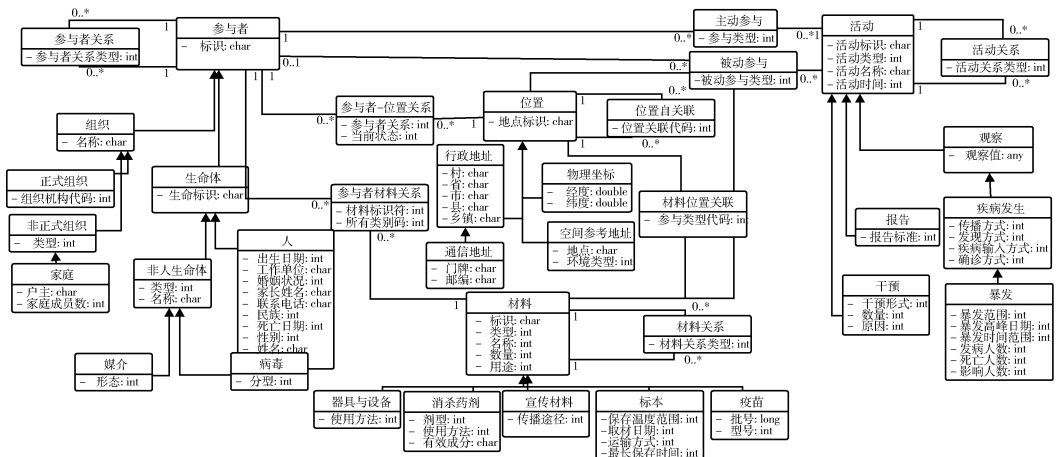 参与者
- 标识: char
参与者关系
- 参与者关系类型: int
主动参与
- 参与类型: int
被动参与
-被动参与类型: int
活动
- 活动标识: char
- 活动类型: int
- 活动名称: char
- 活动时间: int
活动关系
- 活动关系类型: int
组织
- 名称: char
正式组织
- 组织机构代码: int
非正式组织
- 类型: int
家庭
- 户主: char
- 家庭成员数: int
生命体
- 生命标识: char
非人生命体
- 类型: int
- 名称: char
人
- 出生日期: int
- 工作单位: char
- 婚姻状况: int
- 家长姓名: char
- 联系电话: char
- 民族: int
- 死亡日期: int
- 性别: int
- 姓名: char
媒介
- 形态: int
病毒
- 分型: int
参与者-位置关系
- 参与者关系: int
- 当前状态: int
参与者材料关系
- 材料标识符: int
- 所有类别码: int
位置
- 地点标识: char
位置自关联
- 位置关联代码: int
行政地址
- 村: char
- 省: char
- 市: char
- 县: char
- 乡镇: char
通信地址
- 门牌: char
- 邮编: char
物理坐标
- 经度: double
- 纬度: double
空间参考地址
- 地点: char
- 环境类型: int
材料位置关联
- 参与类型代码: int
材料
- 标识: char
- 类型: int
- 名称: int
- 数量: int
- 用途: int
材料关系
- 材料关系类型: int
器具与设备
- 使用方法: int
消杀药剂
- 剂型: int
- 使用方法: int
- 有效成分: char
宣传材料
- 传播途径: int
标本
-保存温度范围: int
-取材日期: int
-运输方式: int
-最长保存时间: int
疫苗
- 批号: long
- 型号: int
观察
- 观察值: any
疾病发生
- 传播方式: int
- 发现方式: int
- 疾病输入方式: int
- 确诊方式: int
报告
- 报告标准: int
干预
- 干预形式: int
- 数量: int
- 原因: int
暴发
- 暴发范围: int
- 暴发高峰日期: int
- 暴发时间范围: int
- 发病人数: int
- 死亡人数: int
- 影响人数: int
0..*
1
0..*
1
1
0..*
0..*1
0..1
0..*
0..*
1
0..*
1
0..*
1
1
0..*
0..*
1
1
0..*
1
0..*
1
0..*
0..*
1
1
0..*
1
0..*